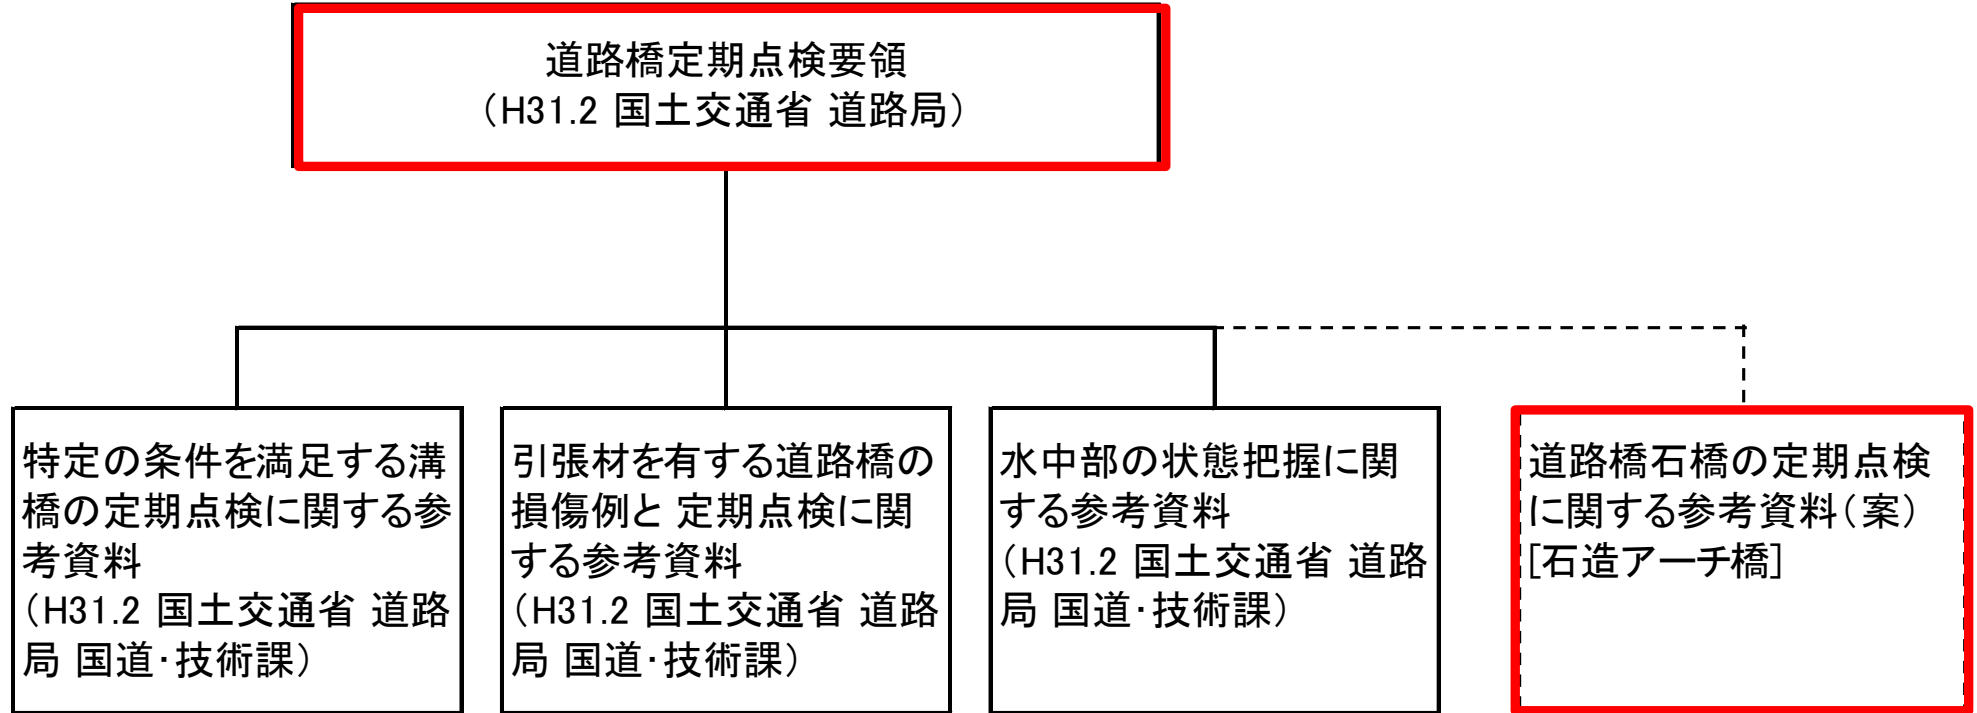 道路橋定期点検要領
（H31.2 国土交通省 道路局）
特定の条件を満足する溝
橋の定期点検に関する参
考資料
（H31.2 国土交通省 道路
局 国道・技術課）
引張材を有する道路橋の
損傷例と 定期点検に関
する参考資料
（H31.2 国土交通省 道路
局 国道・技術課）
水中部の状態把握に関
する参考資料
（H31.2 国土交通省 道路
局 国道・技術課）
道路橋石橋の定期点検
に関する参考資料（案）
[石造アーチ橋]